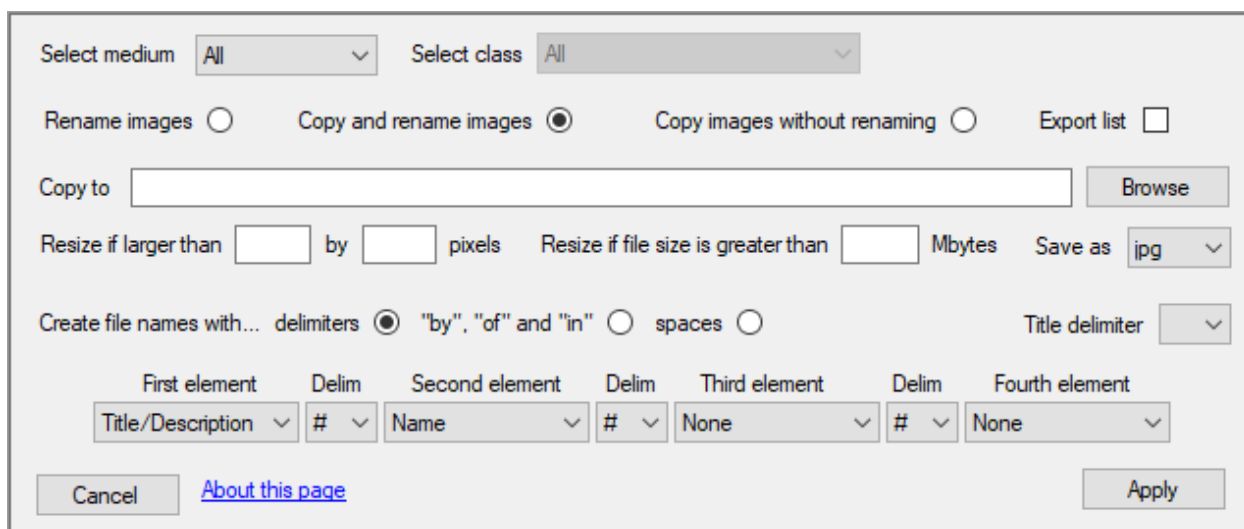 Select medium All Select class All
Rename images Copy and rename images Copy images without renaming Export list
Copy to Browse
Resize if larger than by pixels Resize if file size is greater than Mbytes Save as jpg
Create file names with... delimiters "by", "of" and "in" spaces Title delimiter
First element Delim Second element Delim Third element Delim Fourth element
Title/Description # Name # None # None
Cancel About this page Apply